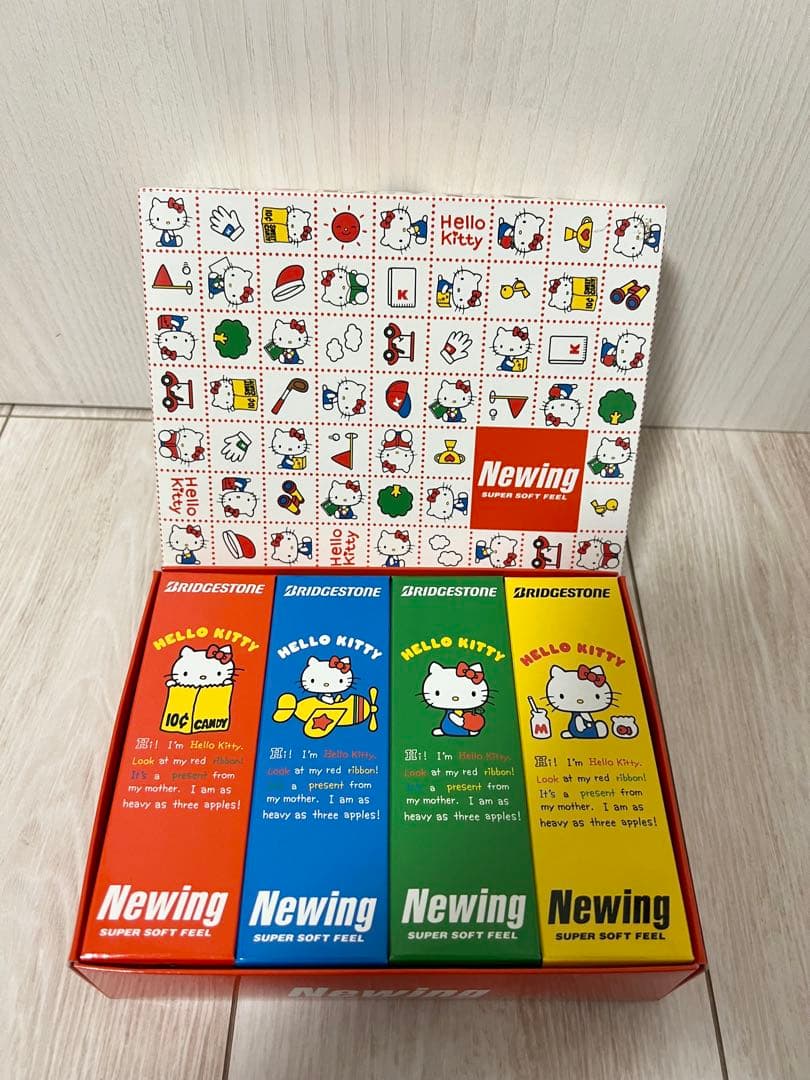 Hello
Kitty
K
10¢
CANDY
10¢
K
10¢
K
Hello
Kitty
Newing
SUPER SOFT FEEL
Hello
Kitty
BRIDGESTONE
HELLO KITTY
10¢ CANDY
Hi! I'm Hello Kitty.
Look at my red ribbon!
It's a present from
my mother. I am as
heavy as three apples!
Newing
SUPER SOFT FEEL
BRIDGESTONE
HELLO KITTY
Hi! I'm Hello Kitty.
Look at my red ribbon!
It's a present from
my mother. I am as
heavy as three apples!
Newing
SUPER SOFT FEEL
BRIDGESTONE
HELLO KITTY
Hi! I'm Hello Kitty.
Look at my red ribbon!
It's a present from
my mother. I am as
heavy as three apples!
Newing
SUPER SOFT FEEL
BRIDGESTONE
HELLO KITTY
M
Hi! I'm Hello Kitty.
Look at my red ribbon!
It's a present from
my mother. I am as
heavy as three apples!
Newing
SUPER SOFT FEEL
Newing